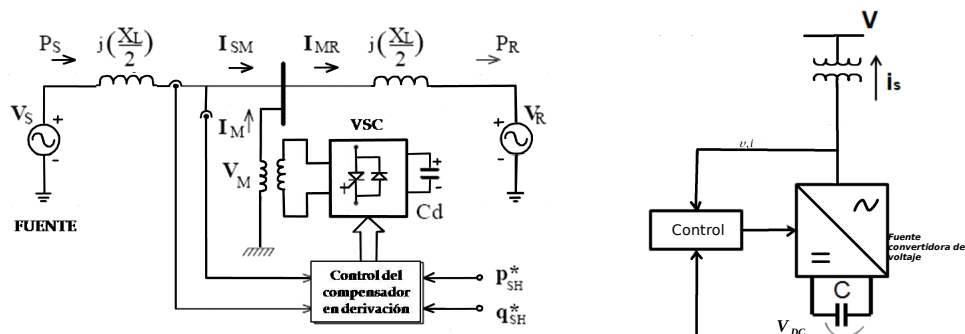 P_S
j(X_L/2)
I_SM
I_MR
j(X_L/2)
P_R
V_S
+
-
I_M
V_M
VSC
+
+
-
Cd
V_R
+
-
FUENTE
Control del
compensador
en derivación
p*_SH
q*_SH
V
i_s
v,i
Control
Fuente
convertidora de
voltaje
C
V_DC